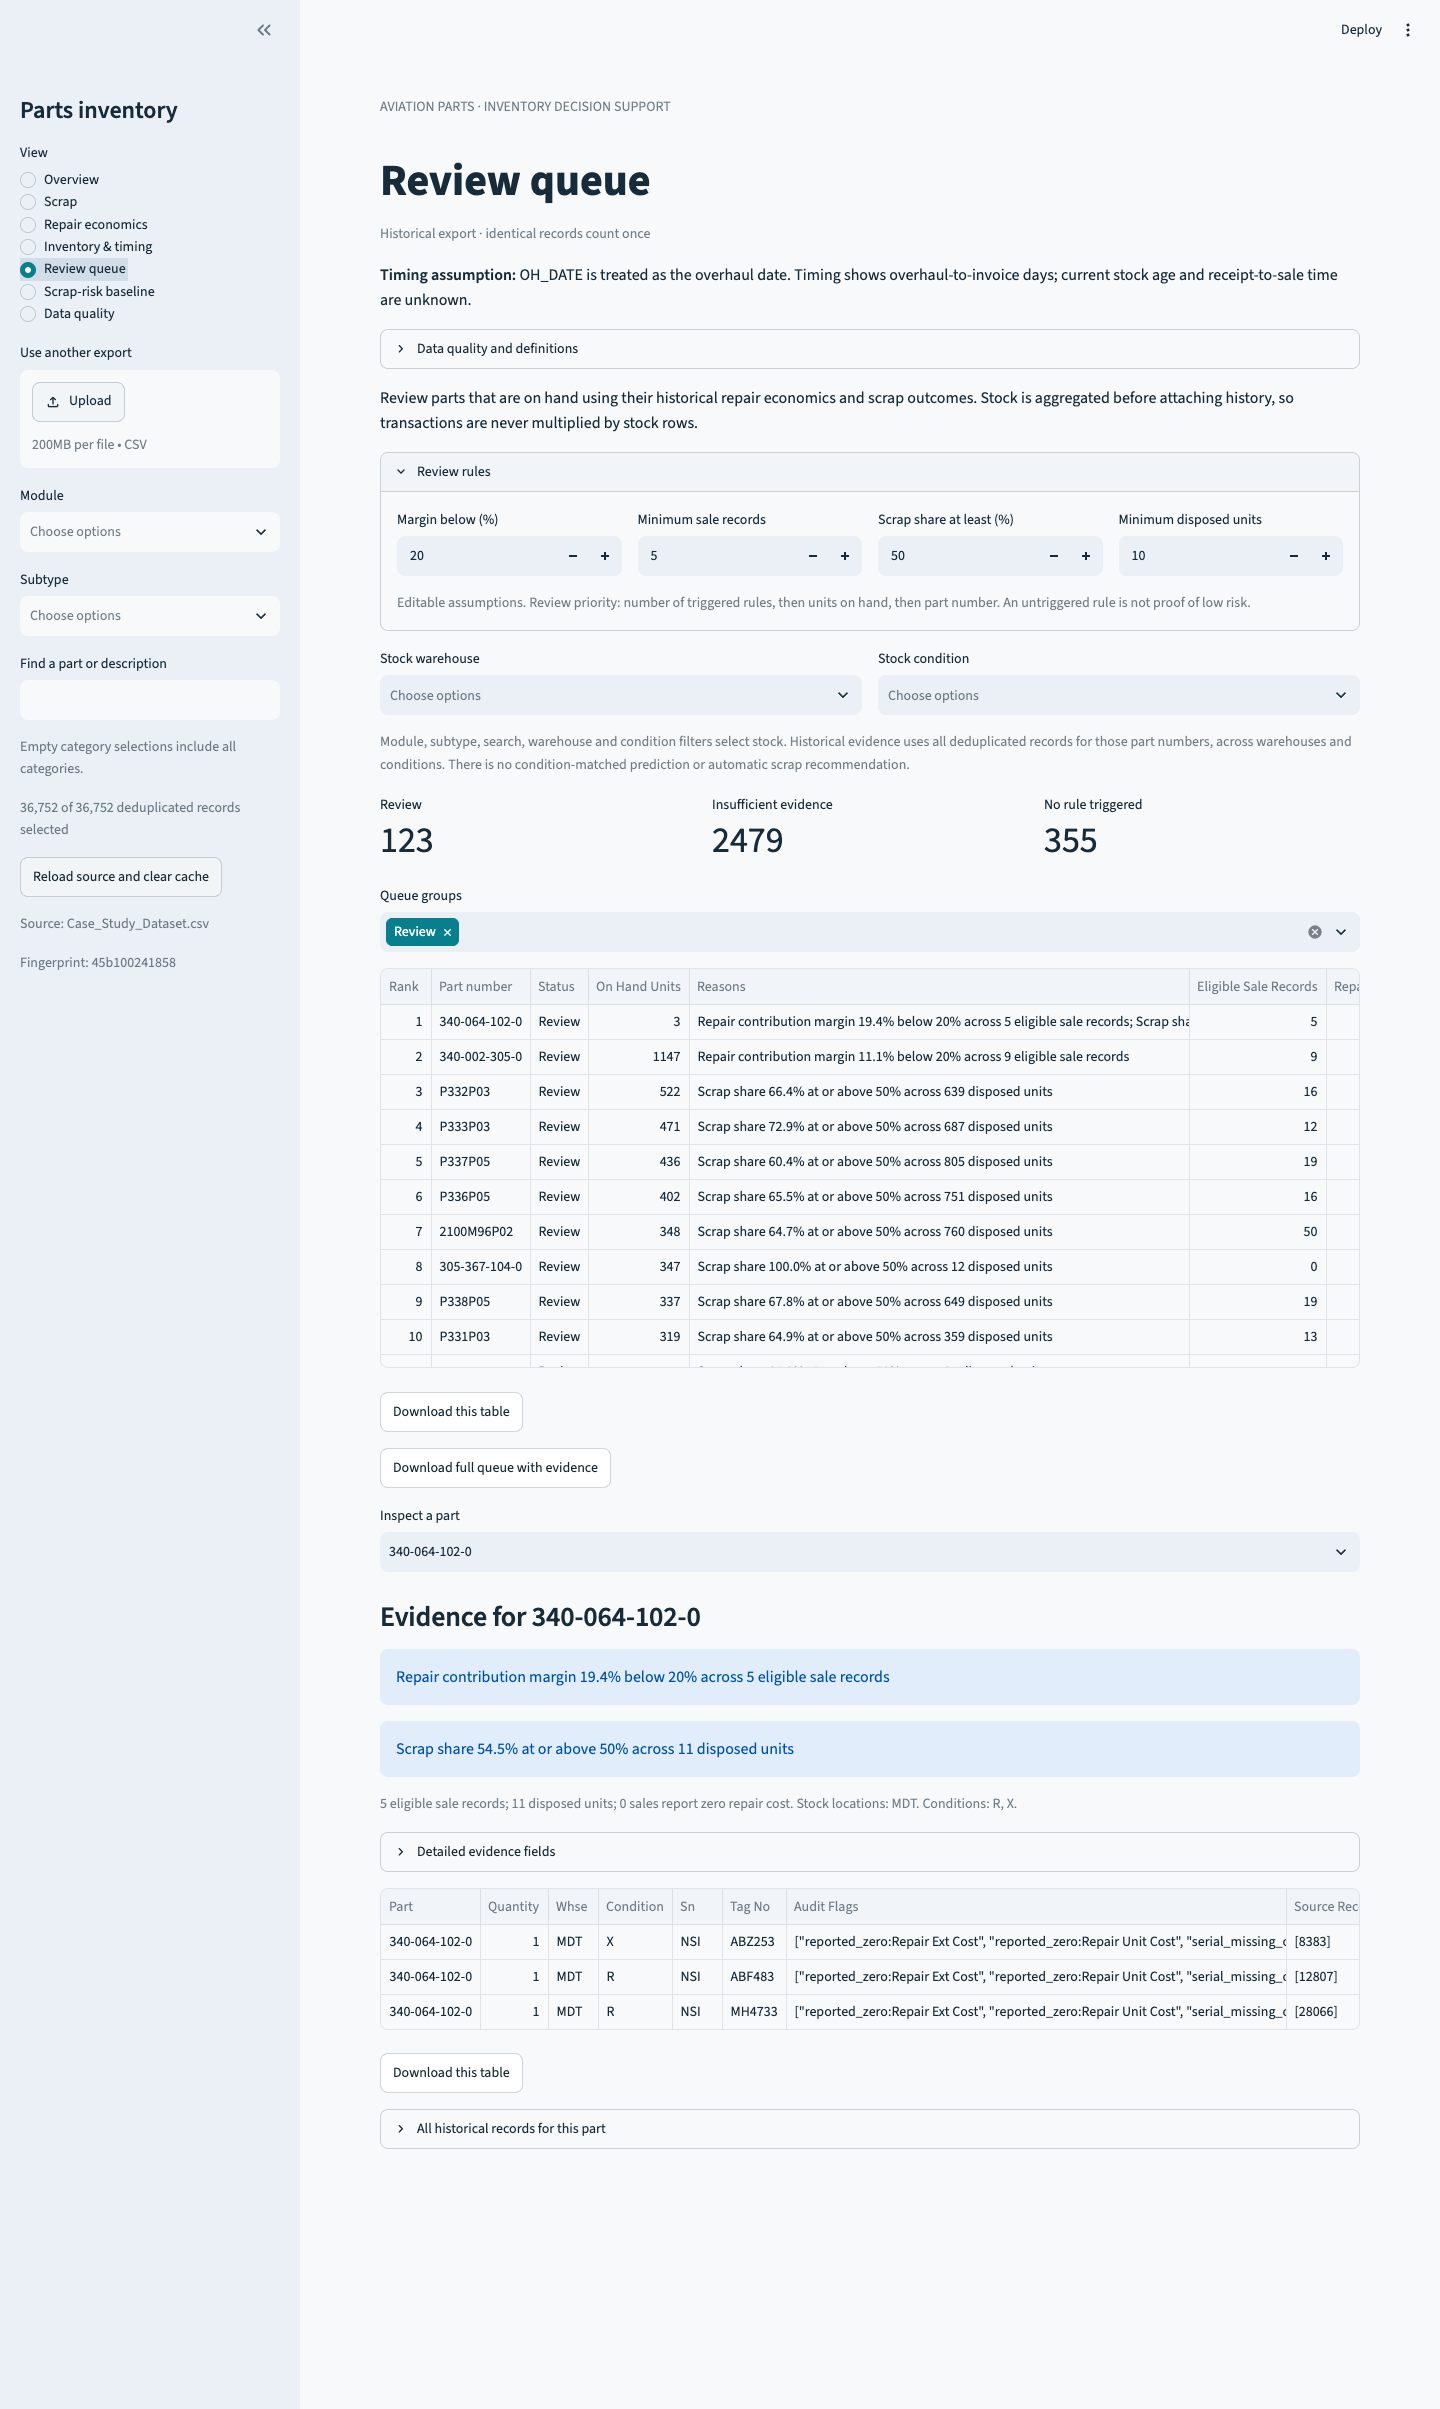 Deploy
Parts inventory
View
Overview
Scrap
Repair economics
Inventory & timing
Review queue
Scrap-risk baseline
Data quality
Use another export
Upload
200MB per file • CSV
Module
Choose options
Subtype
Choose options
Find a part or description
Empty category selections include all
categories.
36,752 of 36,752 deduplicated records
selected
Reload source and clear cache
Source: Case_Study_Dataset.csv
Fingerprint: 45b100241858
AVIATION PARTS · INVENTORY DECISION SUPPORT
Review queue
Historical export · identical records count once
Timing assumption: OH_DATE is treated as the overhaul date. Timing shows overhaul-to-invoice days; current stock age and receipt-to-sale time
are unknown.
Data quality and definitions
Review parts that are on hand using their historical repair economics and scrap outcomes. Stock is aggregated before attaching history, so
transactions are never multiplied by stock rows.
Review rules
Margin below (%) Minimum sale records Scrap share at least (%) Minimum disposed units
20 5 50 10
Editable assumptions. Review priority: number of triggered rules, then units on hand, then part number. An untriggered rule is not proof of low risk.
Stock warehouse Stock condition
Choose options Choose options
Module, subtype, search, warehouse and condition filters select stock. Historical evidence uses all deduplicated records for those part numbers, across warehouses and
conditions. There is no condition-matched prediction or automatic scrap recommendation.
Review Insufficient evidence No rule triggered
123 2479 355
Queue groups
Review ×
Rank Part number Status On Hand Units Reasons Eligible Sale Records Repa
1 340-064-102-0 Review 3 Repair contribution margin 19.4% below 20% across 5 eligible sale records; Scrap sha 5
2 340-002-305-0 Review 1147 Repair contribution margin 11.1% below 20% across 9 eligible sale records 9
3 P332P03 Review 522 Scrap share 66.4% at or above 50% across 639 disposed units 16
4 P333P03 Review 471 Scrap share 72.9% at or above 50% across 687 disposed units 12
5 P337P05 Review 436 Scrap share 60.4% at or above 50% across 805 disposed units 19
6 P336P05 Review 402 Scrap share 65.5% at or above 50% across 751 disposed units 16
7 2100M96P02 Review 348 Scrap share 64.7% at or above 50% across 760 disposed units 50
8 305-367-104-0 Review 347 Scrap share 100.0% at or above 50% across 12 disposed units 0
9 P338P05 Review 337 Scrap share 67.8% at or above 50% across 649 disposed units 19
10 P331P03 Review 319 Scrap share 64.9% at or above 50% across 359 disposed units 13
Download this table
Download full queue with evidence
Inspect a part
340-064-102-0
Evidence for 340-064-102-0
Repair contribution margin 19.4% below 20% across 5 eligible sale records
Scrap share 54.5% at or above 50% across 11 disposed units
5 eligible sale records; 11 disposed units; 0 sales report zero repair cost. Stock locations: MDT. Conditions: R, X.
Detailed evidence fields
Part Quantity Whse Condition Sn Tag No Audit Flags Source Rec
340-064-102-0 1 MDT X NSI ABZ253 ["reported_zero:Repair Ext Cost", "reported_zero:Repair Unit Cost", "serial_missing_c [8383]
340-064-102-0 1 MDT R NSI ABF483 ["reported_zero:Repair Ext Cost", "reported_zero:Repair Unit Cost", "serial_missing_c [12807]
340-064-102-0 1 MDT R NSI MH4733 ["reported_zero:Repair Ext Cost", "reported_zero:Repair Unit Cost", "serial_missing_c [28066]
Download this table
All historical records for this part